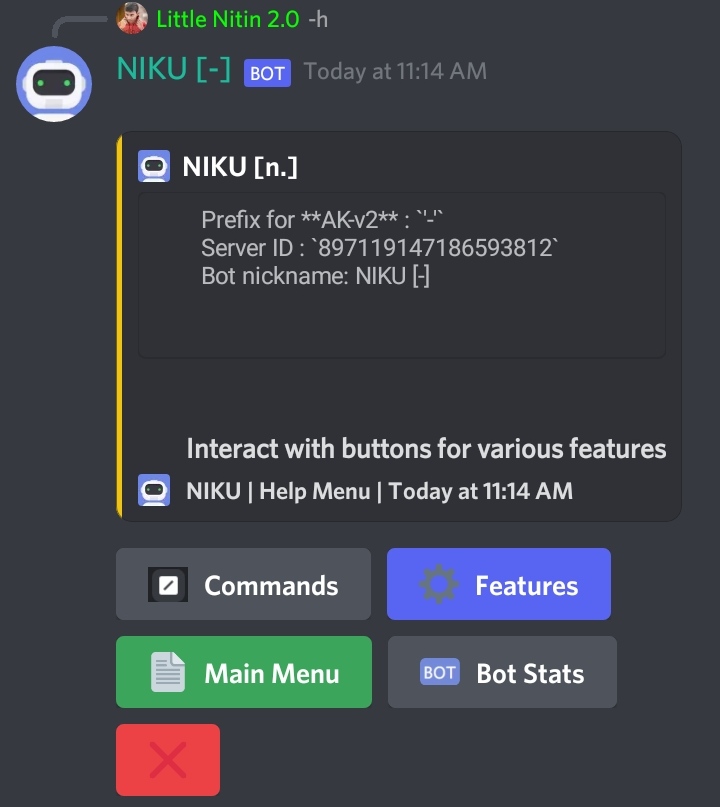 Little Nitin 2.0 -h
NIKU [-] BOT Today at 11:14 AM
NIKU [n.]
Prefix for **AK-v2** : `'-'`
Server ID : `897119147186593812`
Bot nickname: NIKU [-]
Interact with buttons for various features
NIKU | Help Menu | Today at 11:14 AM
Commands
Features
Main Menu
BOT Bot Stats